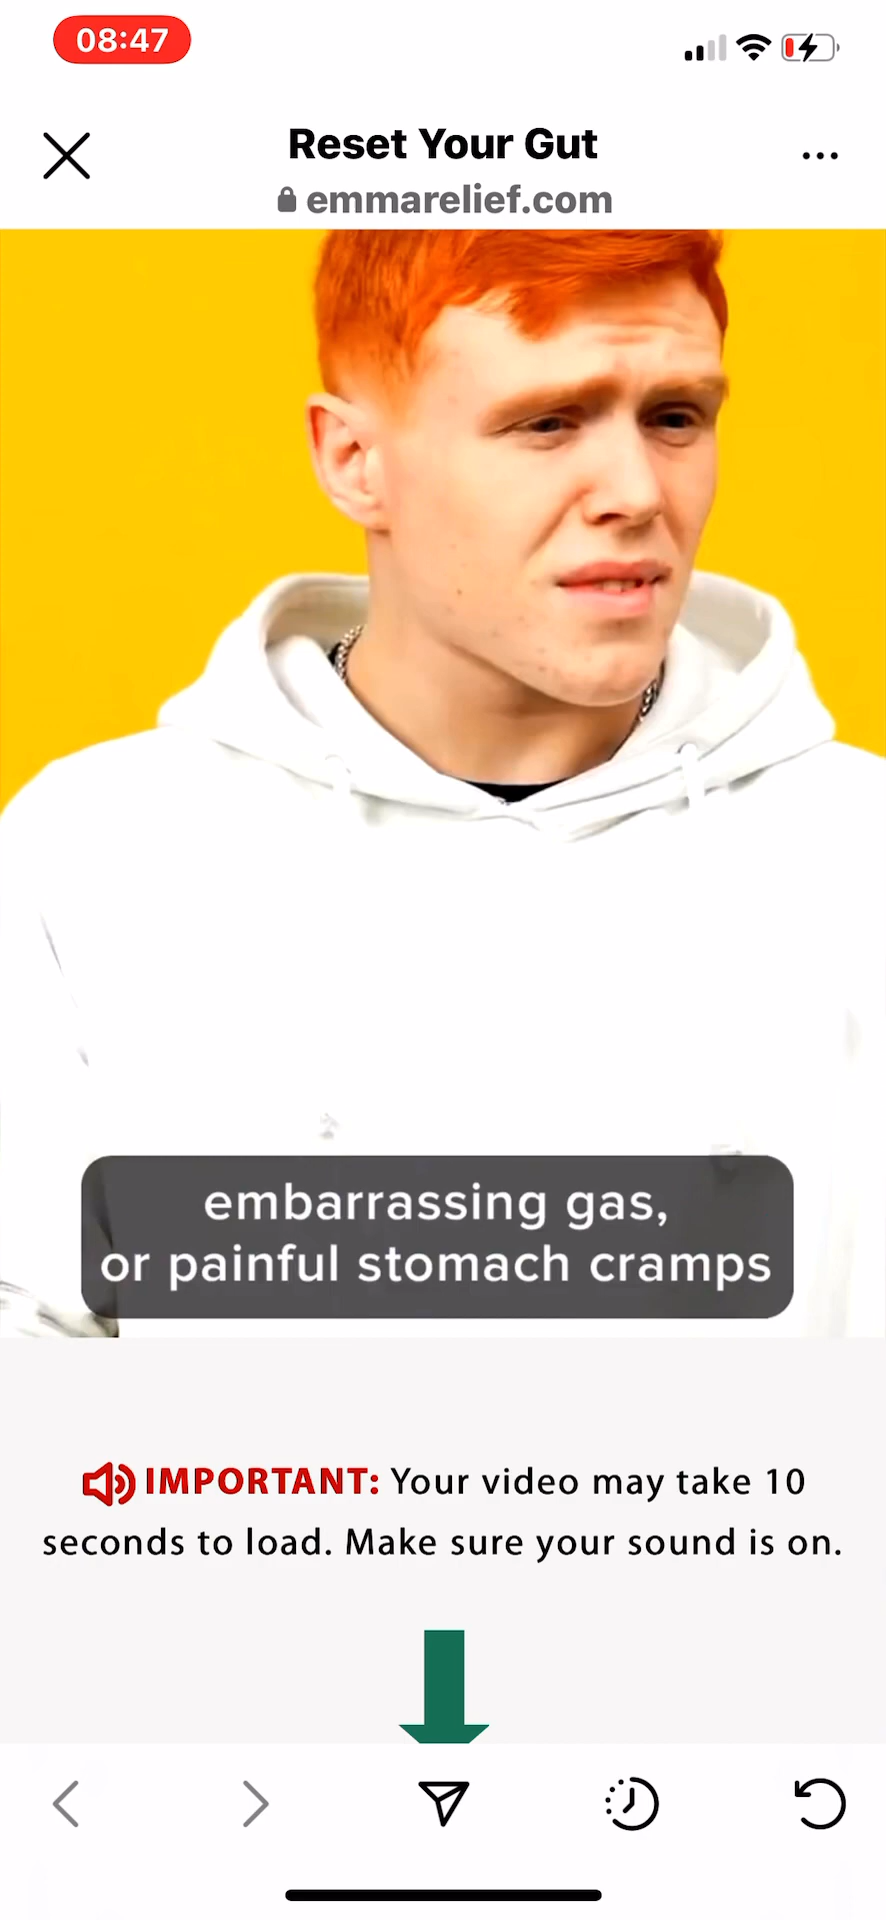 08:47
Reset Your Gut
emmarelief.com
embarrassing gas,
or painful stomach cramps
IMPORTANT: Your video may take 10
seconds to load. Make sure your sound is on.